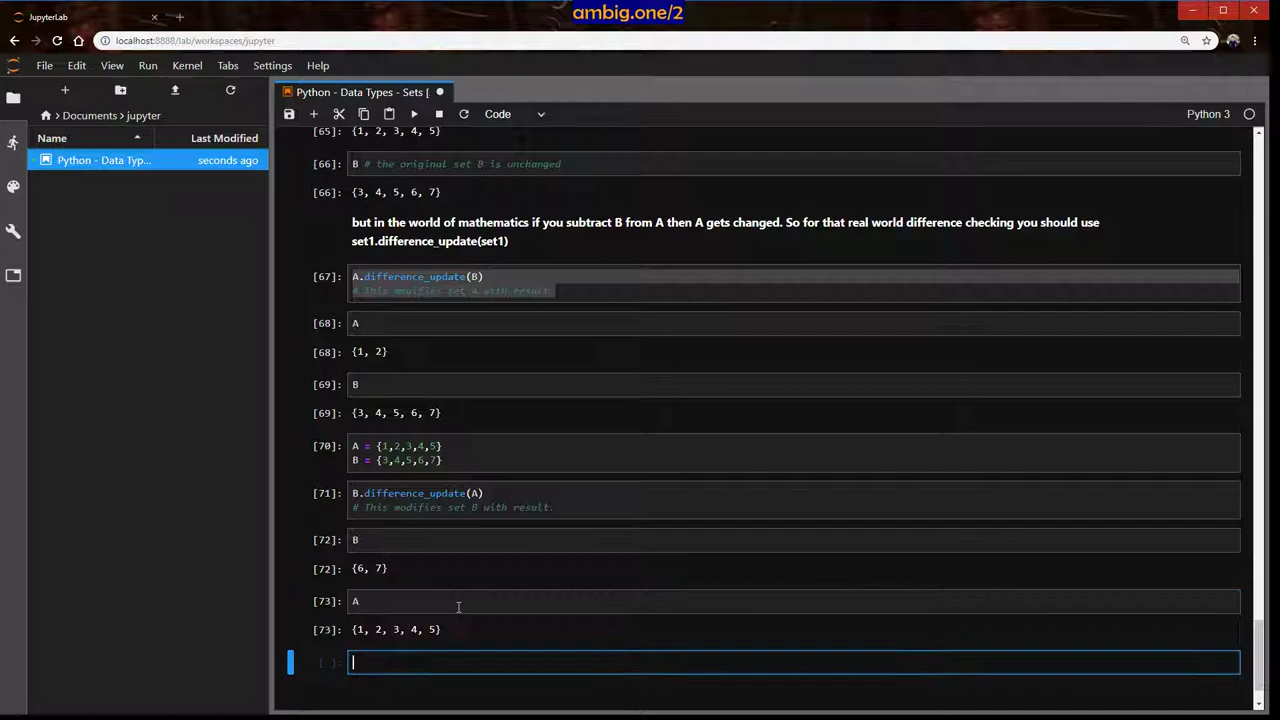 JupyterLab
ambig.one/2
localhost:8888/lab/workspaces/jupyter
File Edit View Run Kernel Tabs Settings Help
Documents > jupyter
Name Last Modified
Python - Data Typ... seconds ago
Python - Data Types - Sets [
Code
Python 3
[65]: {1, 2, 3, 4, 5}
[66]: B # the original set B is unchanged
[66]: {3, 4, 5, 6, 7}
but in the world of mathematics if you subtract B from A then A gets changed. So for that real world difference checking you should use
set1.difference_update(set1)
[67]: A.difference_update(B)
# This modifies set A with result.
[68]: A
[68]: {1, 2}
[69]: B
[69]: {3, 4, 5, 6, 7}
[70]: A = {1,2,3,4,5}
B = {3,4,5,6,7}
[71]: B.difference_update(A)
# This modifies set B with result.
[72]: B
[72]: {6, 7}
[73]: A
[73]: {1, 2, 3, 4, 5}
[ ]: